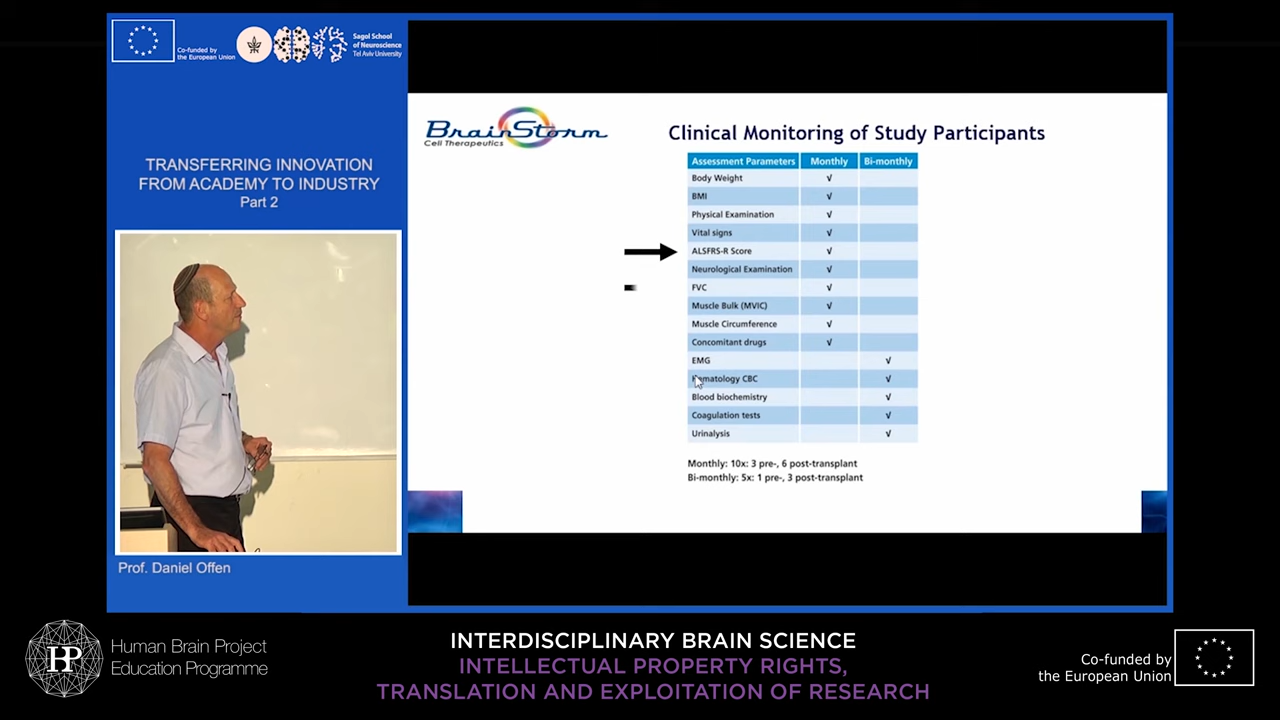 Co-funded by
the European Union
Sagol School
of Neuroscience
Tel Aviv University
TRANSFERRING INNOVATION
FROM ACADEMY TO INDUSTRY
Part 2
Prof. Daniel Offen
BrainStorm
Cell Therapeutics
Clinical Monitoring of Study Participants
Assessment Parameters Monthly Bi-monthly
Body Weight √
BMI √
Physical Examination √
Vital signs √
ALSFRS-R Score √
Neurological Examination √
FVC √
Muscle Bulk (MVIC) √
Muscle Circumference √
Concomitant drugs √
EMG √
Hematology CBC √
Blood biochemistry √
Coagulation tests √
Urinalysis √
Monthly: 10x: 3 pre-, 6 post-transplant
Bi-monthly: 5x: 1 pre-, 3 post-transplant
HBP
Human Brain Project
Education Programme
INTERDISCIPLINARY BRAIN SCIENCE
INTELLECTUAL PROPERTY RIGHTS,
TRANSLATION AND EXPLOITATION OF RESEARCH
Co-funded by
the European Union